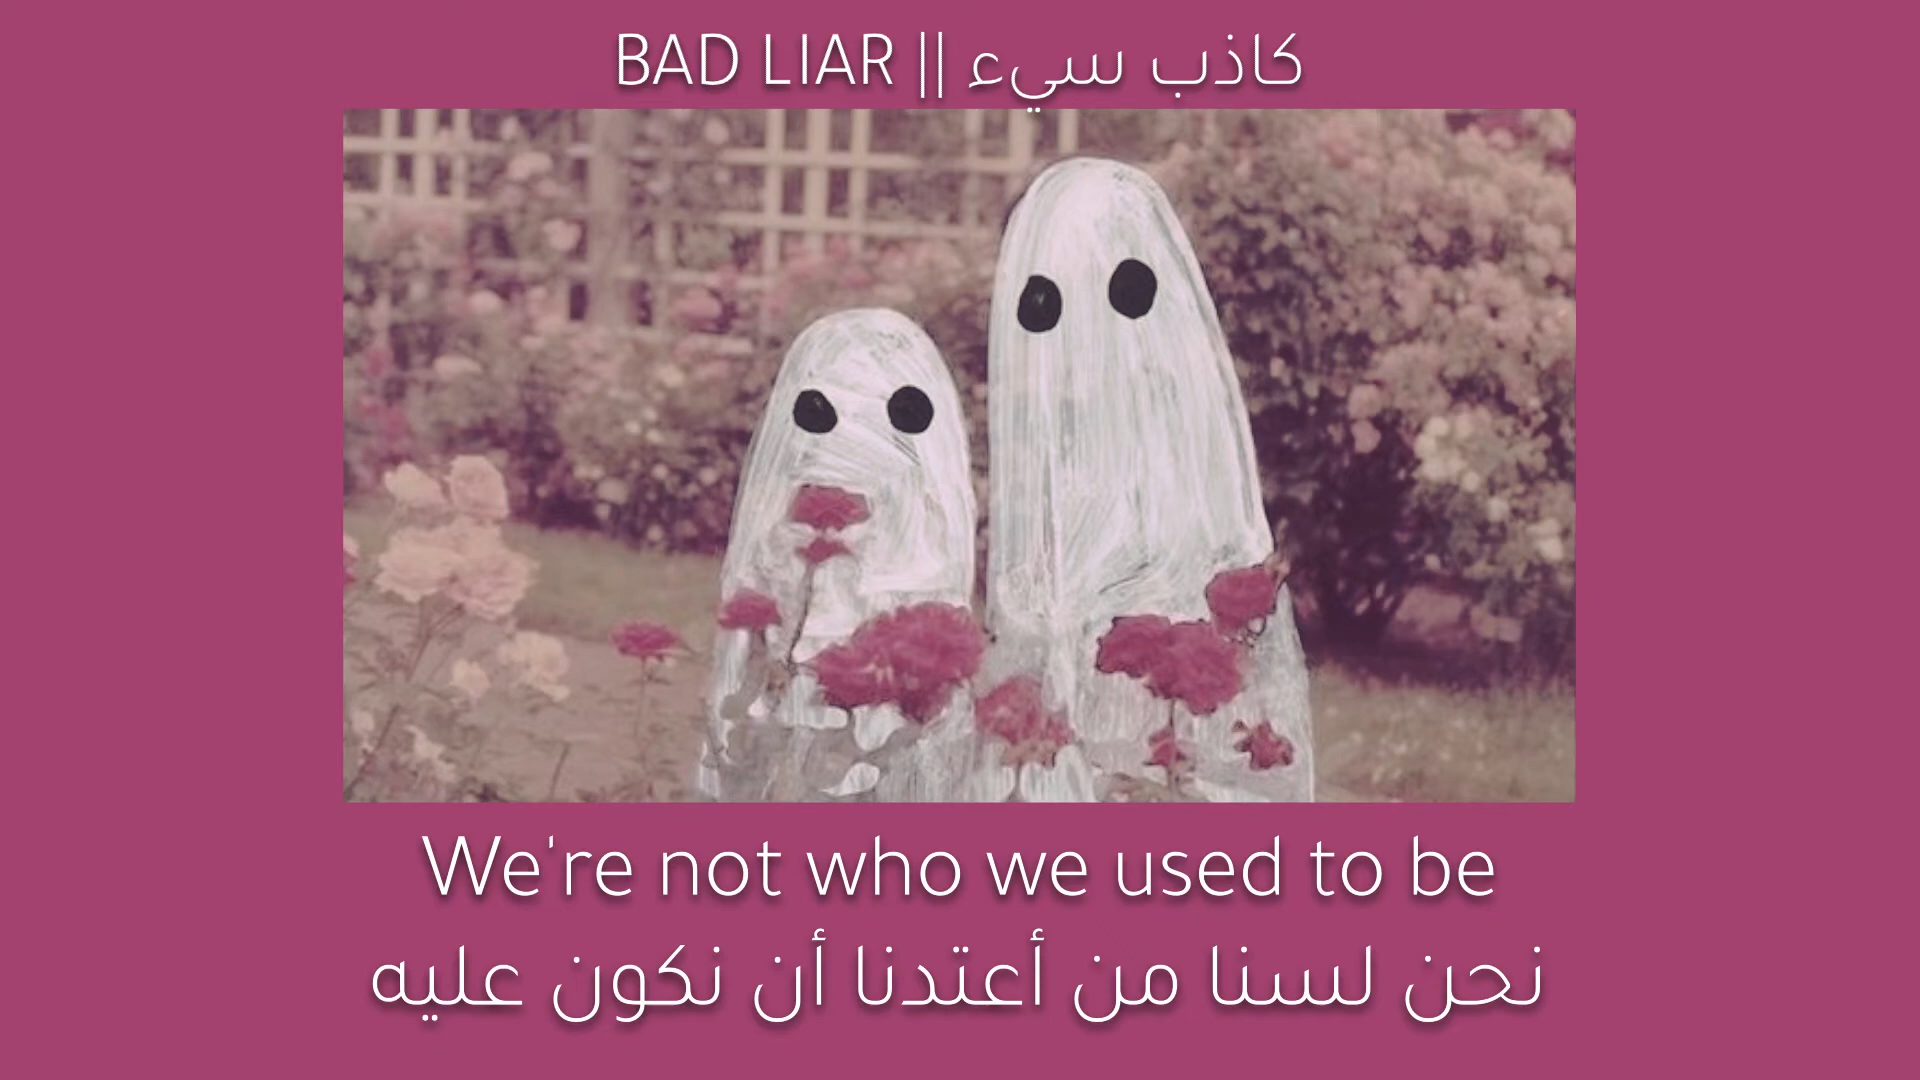 BAD LIAR || كاذب سيء
We're not who we used to be
نحن لسنا من أعتدنا أن نكون عليه